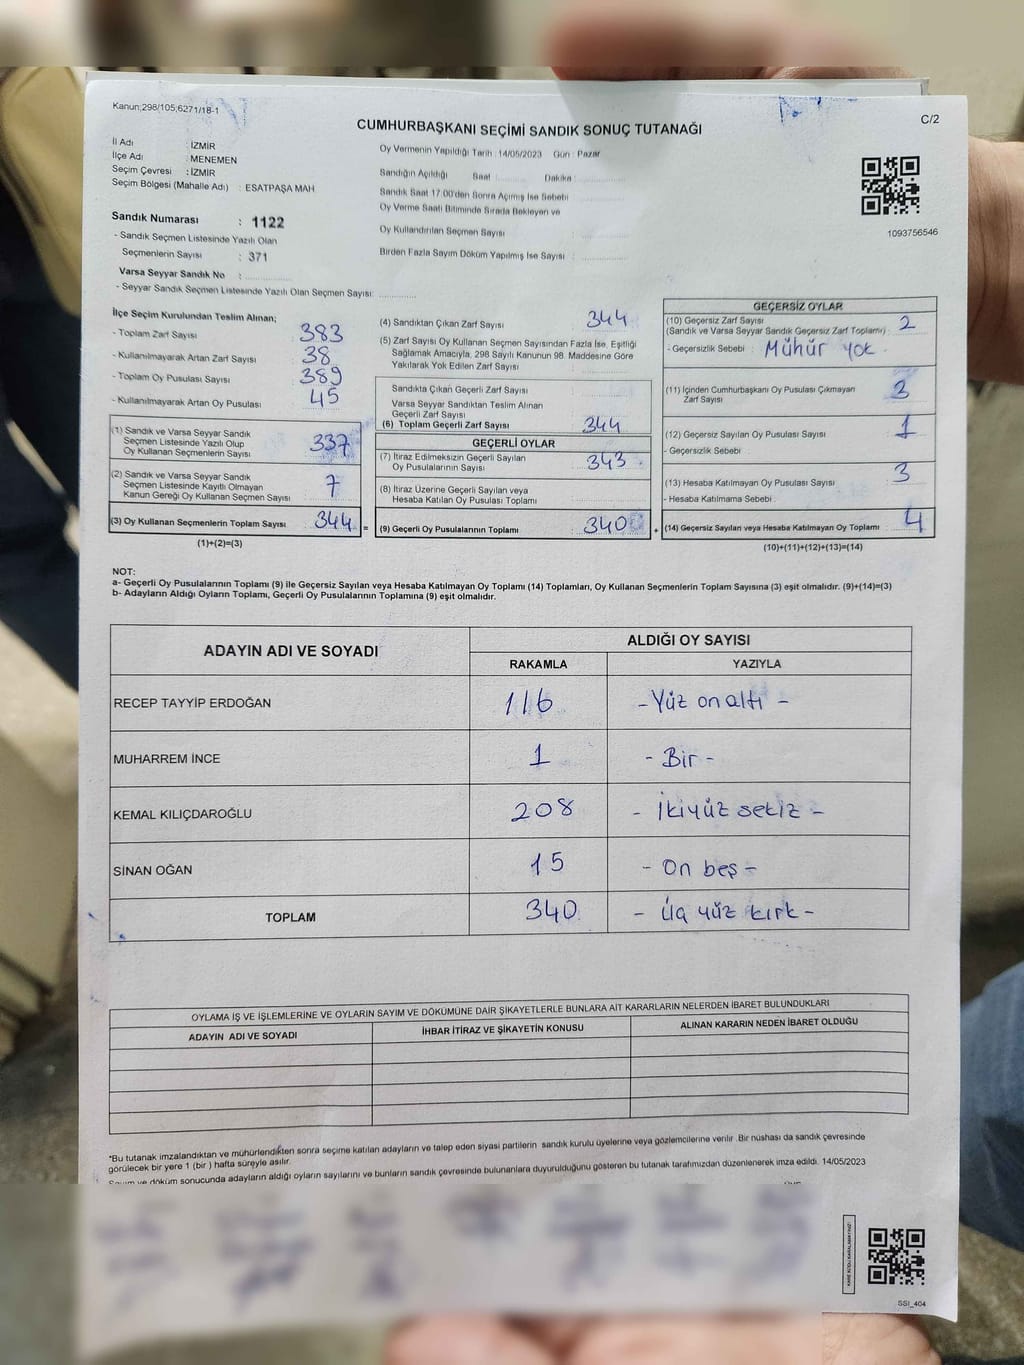 Kanun;298/105;6271/18-1
C/2
CUMHURBAŞKANI SEÇİMİ SANDIK SONUÇ TUTANAĞI
İl Adı : İZMİR
İlçe Adı : MENEMEN
Seçim Çevresi : İZMİR
Seçim Bölgesi (Mahalle Adı) : ESATPAŞA MAH
Sandık Numarası : 1122
- Sandık Seçmen Listesinde Yazılı Olan
Seçmenlerin Sayısı : 371
Varsa Seyyar Sandık No :
- Seyyar Sandık Seçmen Listesinde Yazılı Olan Seçmen Sayısı:
Oy Vermenin Yapıldığı Tarih : 14/05/2023 Gün : Pazar
Sandığın Açıldığı Saat : Dakika :
Sandık Saat 17.00'den Sonra Açılmış İse Sebebi
Oy Verme Saati Bitiminde Sırada Bekleyen ve
Oy Kullandırılan Seçmen Sayısı :
Birden Fazla Sayım Döküm Yapılmış İse Sayısı :
1093756546
İlçe Seçim Kurulundan Teslim Alınan;
- Toplam Zarf Sayısı 383
- Kullanılmayarak Artan Zarf Sayısı 38
- Toplam Oy Pusulası Sayısı 389
- Kullanılmayarak Artan Oy Pusulası 45
(1) Sandık ve Varsa Seyyar Sandık
Seçmen Listesinde Yazılı Olup
Oy Kullanan Seçmenlerin Sayısı 337
(2) Sandık ve Varsa Seyyar Sandık
Seçmen Listesinde Kayıtlı Olmayan
Kanun Gereği Oy Kullanan Seçmen Sayısı 7
(3) Oy Kullanan Seçmenlerin Toplam Sayısı 344 =
(1)+(2)=(3)
(4) Sandıktan Çıkan Zarf Sayısı 344
(5) Zarf Sayısı Oy Kullanan Seçmen Sayısından Fazla İse, Eşitliği
Sağlamak Amacıyla, 298 Sayılı Kanunun 98. Maddesine Göre
Yakılarak Yok Edilen Zarf Sayısı :
Sandıkta Çıkan Geçerli Zarf Sayısı
Varsa Seyyar Sandıktan Teslim Alınan
Geçerli Zarf Sayısı
(6) Toplam Geçerli Zarf Sayısı 344
GEÇERLİ OYLAR
(7) İtiraz Edilmeksizin Geçerli Sayılan
Oy Pusulalarının Sayısı 343
(8) İtiraz Üzerine Geçerli Sayılan veya
Hesaba Katılan Oy Pusulası Toplamı
(9) Geçerli Oy Pusulalarının Toplamı 340 +
GEÇERSİZ OYLAR
(10) Geçersiz Zarf Sayısı
(Sandık ve Varsa Seyyar Sandık Geçersiz Zarf Toplamı) : 2
- Geçersizlik Sebebi : Mühür yok
(11) İçinden Cumhurbaşkanı Oy Pusulası Çıkmayan
Zarf Sayısı
(12) Geçersiz Sayılan Oy Pusulası Sayısı 1
- Geçersizlik Sebebi
(13) Hesaba Katılmayan Oy Pusulası Sayısı 3
- Hesaba Katılmama Sebebi
(14) Geçersiz Sayılan veya Hesaba Katılmayan Oy Toplamı 4
(10)+(11)+(12)+(13)=(14)
NOT:
a- Geçerli Oy Pusulalarının Toplamı (9) ile Geçersiz Sayılan veya Hesaba Katılmayan Oy Toplamı (14) Toplamları, Oy Kullanan Seçmenlerin Toplam Sayısına (3) eşit olmalıdır. (9)+(14)=(3)
b- Adayların Aldığı Oyların Toplamı, Geçerli Oy Pusulalarının Toplamına (9) eşit olmalıdır.
ADAYIN ADI VE SOYADI
ALDIĞI OY SAYISI
RAKAMLA YAZIYLA
RECEP TAYYİP ERDOĞAN 116 - Yüz onaltı -
MUHARREM İNCE 1 - Bir -
KEMAL KILIÇDAROĞLU 208 - İkiyüz sekiz -
SİNAN OĞAN 15 - On beş -
TOPLAM 340 - Üç yüz kırk -
OYLAMA İŞ VE İŞLEMLERİNE VE OYLARIN SAYIM VE DÖKÜMÜNE DAİR ŞİKAYETLERLE BUNLARA AİT KARARLARIN NELERDEN İBARET BULUNDUKLARI
ADAYIN ADI VE SOYADI İHBAR İTİRAZ VE ŞİKAYETİN KONUSU ALINAN KARARIN NEDEN İBARET OLDUĞU
*Bu tutanak imzalandıktan ve mühürlendikten sonra seçime katılan adayların ve talep eden siyasi partilerin sandık kurulu üyelerine veya gözlemcilerine verilir. Bir nüshası da sandık çevresinde
görülecek bir yere 1 (bir ) hafta süreyle asılır.
Sayım ve döküm sonucunda adayların aldığı oyların sayılarını ve bunların sandık çevresinde bulunanlara duyurulduğunu gösteren bu tutanak tarafımızdan düzenlenerek imza edildi. 14/05/2023
SSI_404